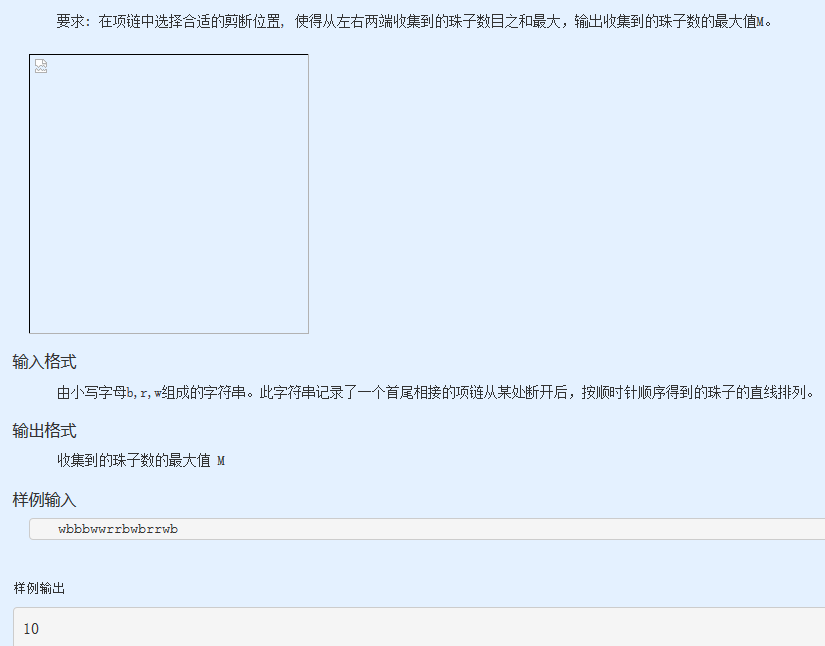 要求: 在项链中选择合适的剪断位置, 使得从左右两端收集到的珠子数目之和最大，输出收集到的珠子数的最大值M。
输入格式
由小写字母b,r,w组成的字符串。此字符串记录了一个首尾相接的项链从某处断开后，按顺时针顺序得到的珠子的直线排列。
输出格式
收集到的珠子数的最大值 M
样例输入
wbbbwwrrbwbrrwb
样例输出
10